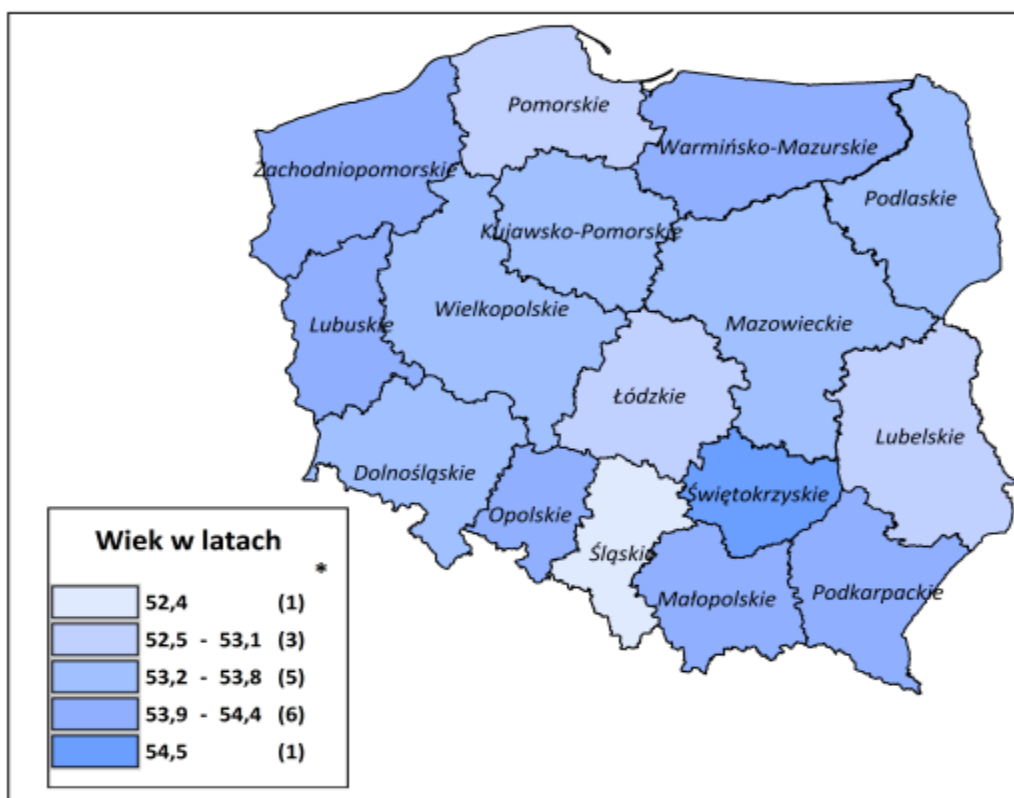 Pomorskie
Warmińsko-Mazurskie
Zachodniopomorskie
Podlaskie
Kujawsko-Pomorskie
Wielkopolskie
Lubuskie
Mazowieckie
Łódzkie
Lubelskie
Dolnośląskie
Świętokrzyskie
Opolskie
Śląskie
Podkarpackie
Małopolskie
Wiek w latach
*
52,4 (1)
52,5 - 53,1 (3)
53,2 - 53,8 (5)
53,9 - 54,4 (6)
54,5 (1)